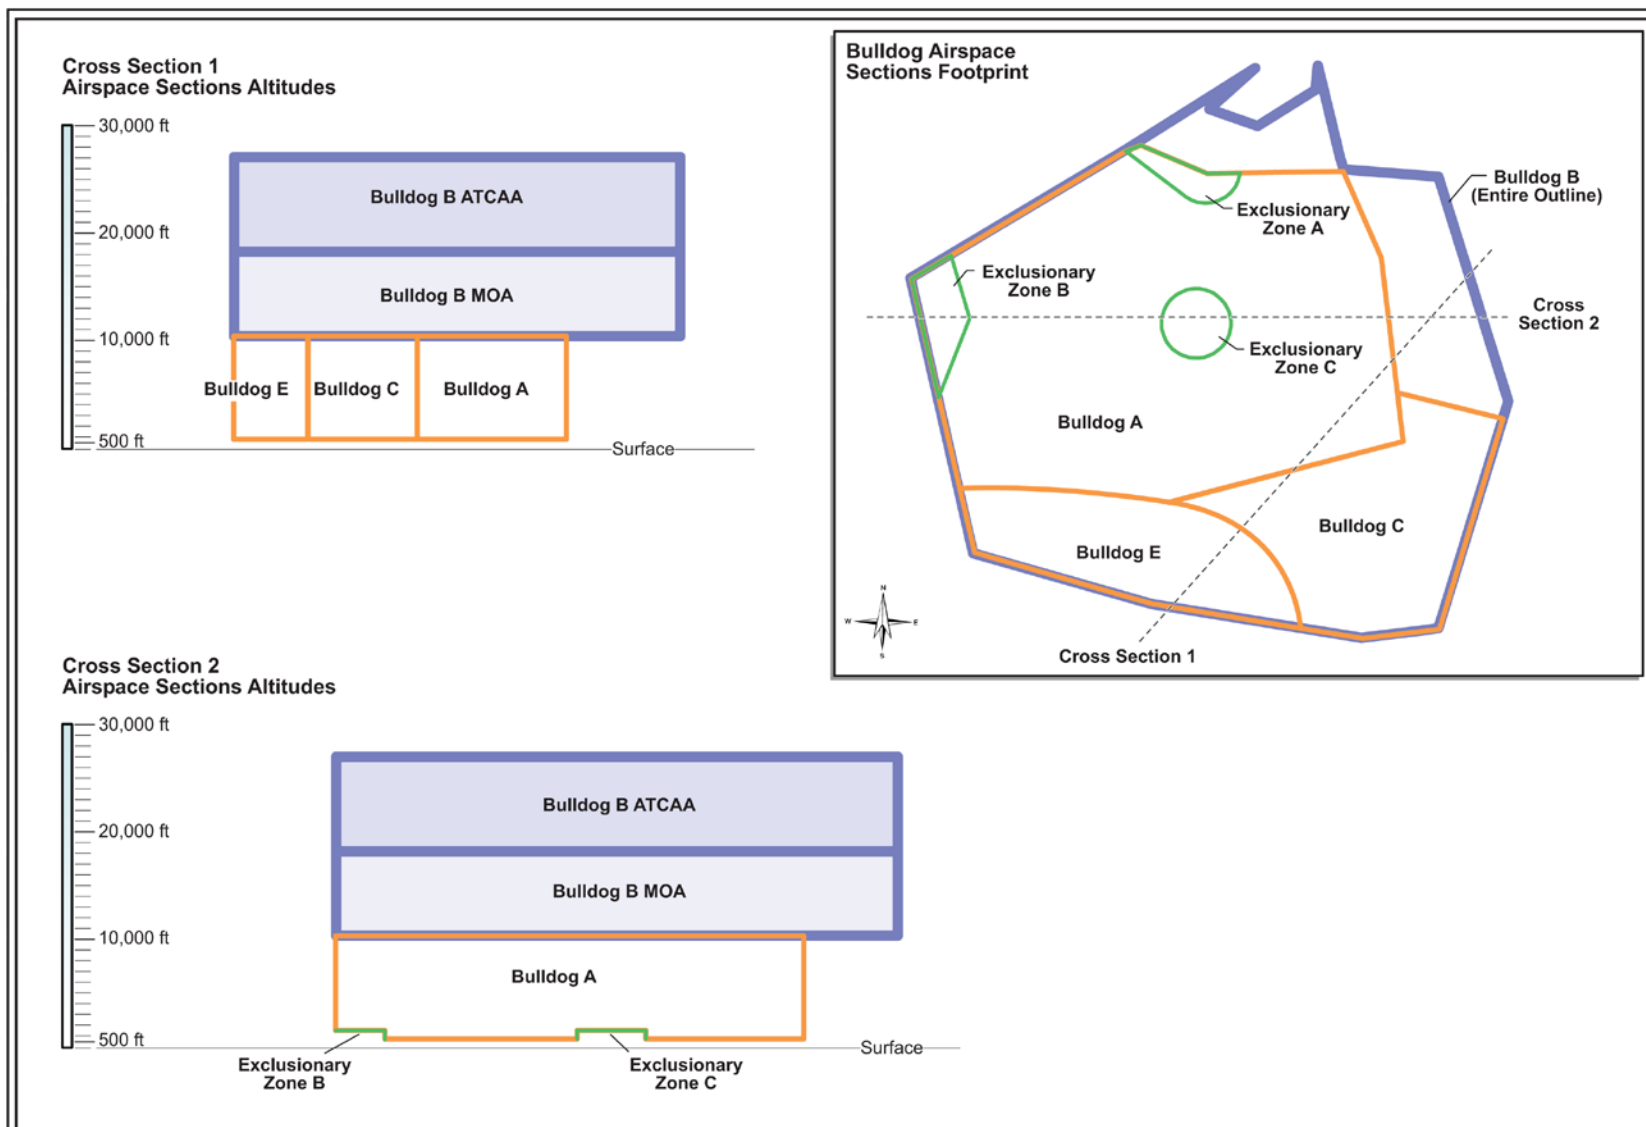 Cross Section 1
Airspace Sections Altitudes
30,000 ft
20,000 ft
10,000 ft
500 ft
Bulldog B ATCAA
Bulldog B MOA
Bulldog E
Bulldog C
Bulldog A
Surface
Bulldog Airspace
Sections Footprint
Bulldog B
(Entire Outline)
Exclusionary
Zone A
Exclusionary
Zone B
Cross
Section 2
Exclusionary
Zone C
Bulldog A
Bulldog C
Bulldog E
N
W
E
S
Cross Section 1
Cross Section 2
Airspace Sections Altitudes
30,000 ft
20,000 ft
10,000 ft
500 ft
Bulldog B ATCAA
Bulldog B MOA
Bulldog A
Surface
Exclusionary
Zone B
Exclusionary
Zone C